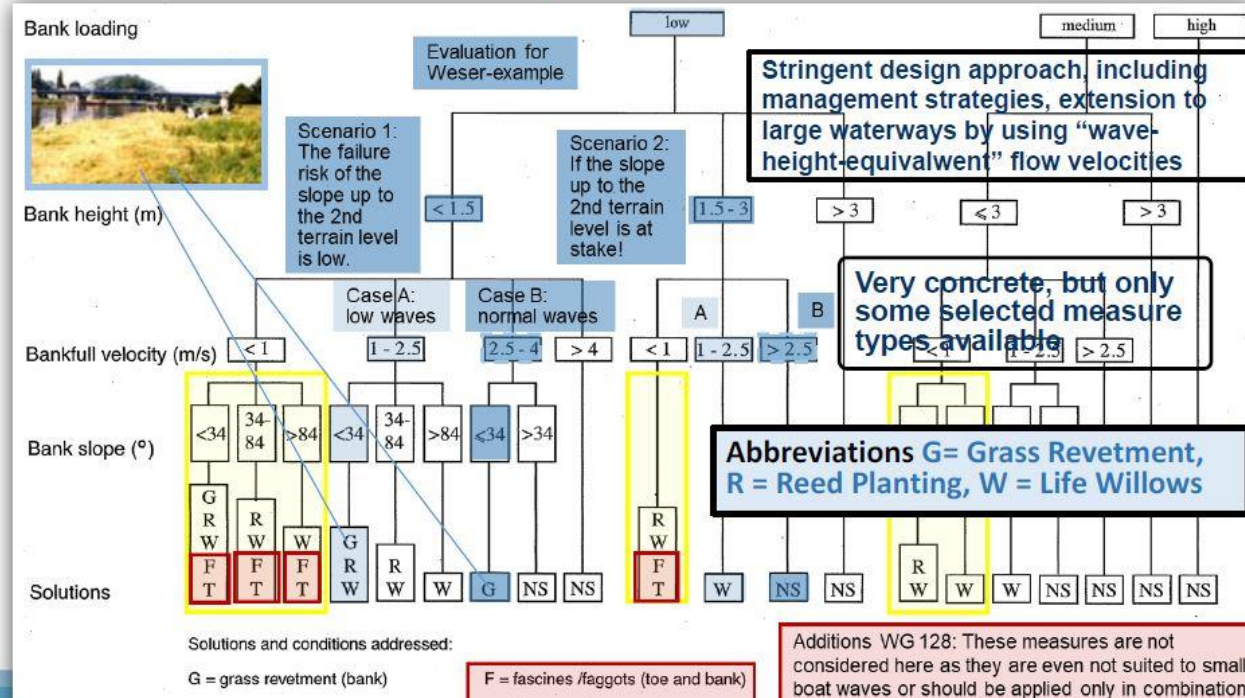 Bank loading
low
medium
high
Evaluation for
Weser-example
Stringent design approach, including
management strategies, extension to
large waterways by using “wave-
height-equivalwent” flow velocities
Scenario 1:
The failure
risk of the
slope up to
the 2nd
terrain level
is low.
Scenario 2:
If the slope
up to the
2nd terrain
level is at
stake!
Bank height (m)
< 1.5
1.5 - 3
> 3
⩽ 3
> 3
Very concrete, but only
some selected measure
types available
Case A:
low waves
Case B:
normal waves
A
B
Bankfull velocity (m/s)
< 1
1 - 2.5
2.5 - 4
> 4
< 1
1 - 2.5
> 2.5
< 1
1 - 2.5
> 2.5
Bank slope (°)
<34
34-
84
>84
<34
34-
84
>84
⩽34
>34
Abbreviations G= Grass Revetment,
R = Reed Planting, W = Life Willows
Solutions
G
R
W
F
T
R
W
F
T
W
F
T
G
R
W
R
W
W
G
NS
NS
R
W
F
T
W
NS
NS
R
W
W
W
NS
NS
NS
NS
Solutions and conditions addressed:
G = grass revetment (bank)
F = fascines /faggots (toe and bank)
Additions WG 128: These measures are not
considered here as they are even not suited to small
boat waves or should be applied only in combination